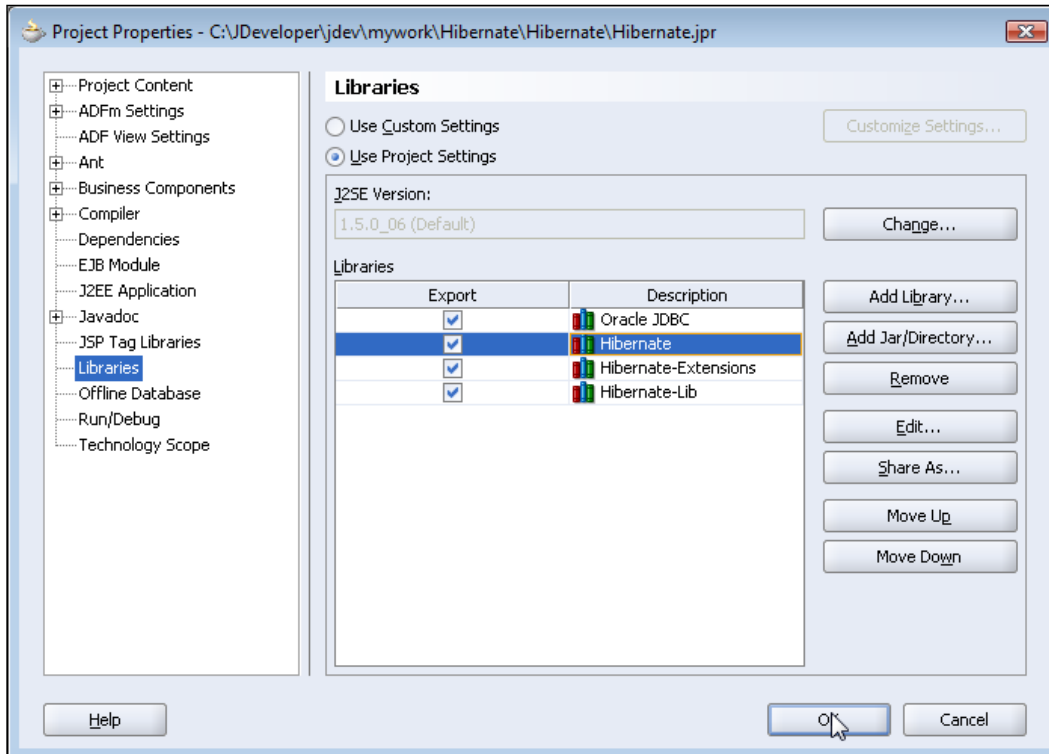 Project Properties - C:\JDeveloper\jdev\mywork\Hibernate\Hibernate\Hibernate.jpr
Project Content
ADFm Settings
ADF View Settings
Ant
Business Components
Compiler
Dependencies
EJB Module
J2EE Application
Javadoc
JSP Tag Libraries
Libraries
Offline Database
Run/Debug
Technology Scope
Libraries
Use Custom Settings
Customize Settings...
Use Project Settings
J2SE Version:
1.5.0_06 (Default)
Change...
Libraries
Export Description
Oracle JDBC
Hibernate
Hibernate-Extensions
Hibernate-Lib
Add Library...
Add Jar/Directory...
Remove
Edit...
Share As...
Move Up
Move Down
Help
OK
Cancel